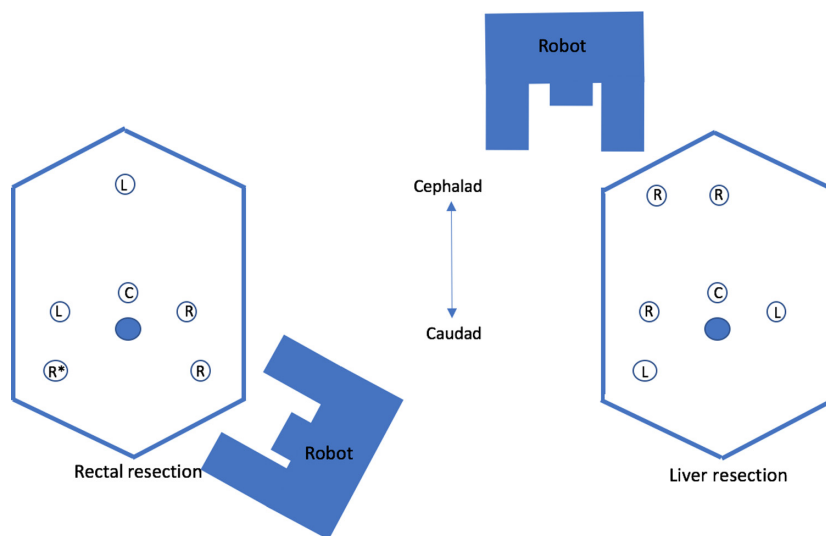 Robot
L
Cephalad
R R
C
C
L
R
R
L
Caudad
R*
R
L
Robot
Rectal resection
Liver resection